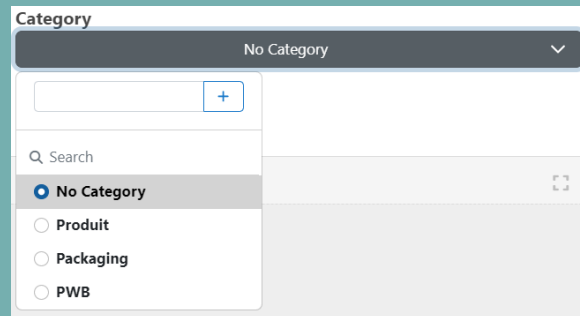 Category
No Category
+
Search
No Category
Produit
Packaging
PWB